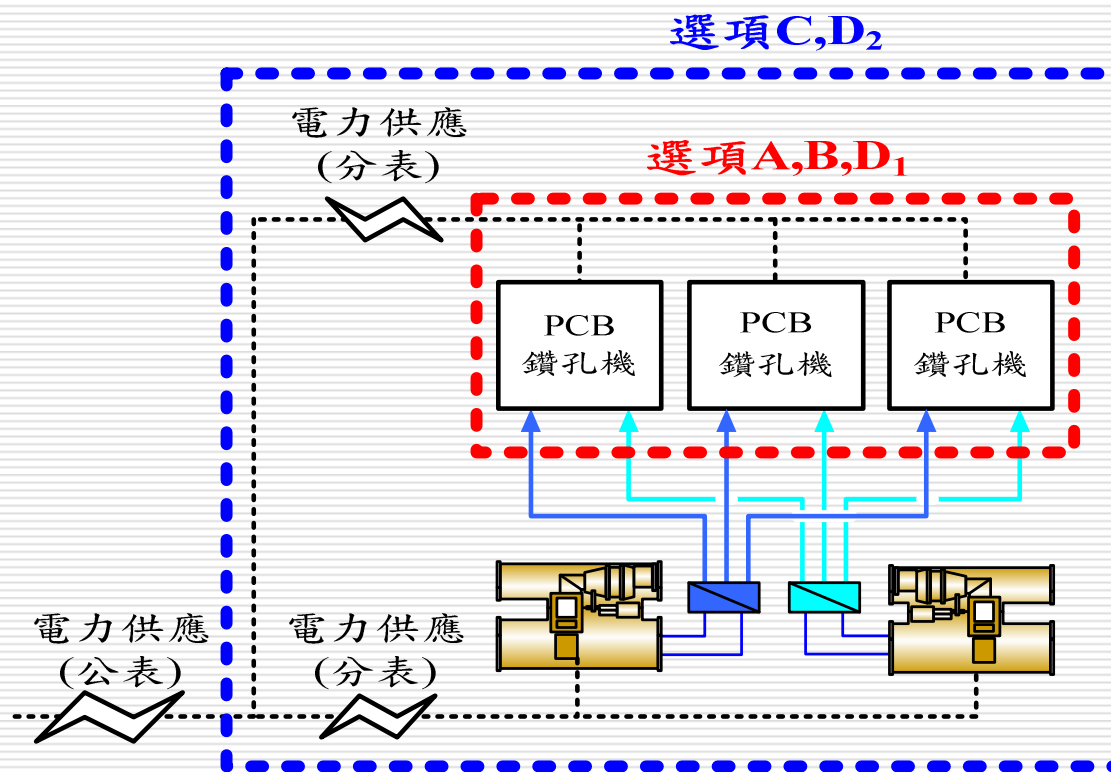 選項C,D₂
電力供應
(分表)
選項A,B,D₁
PCB
鑽孔機
PCB
鑽孔機
PCB
鑽孔機
電力供應
(公表)
電力供應
(分表)